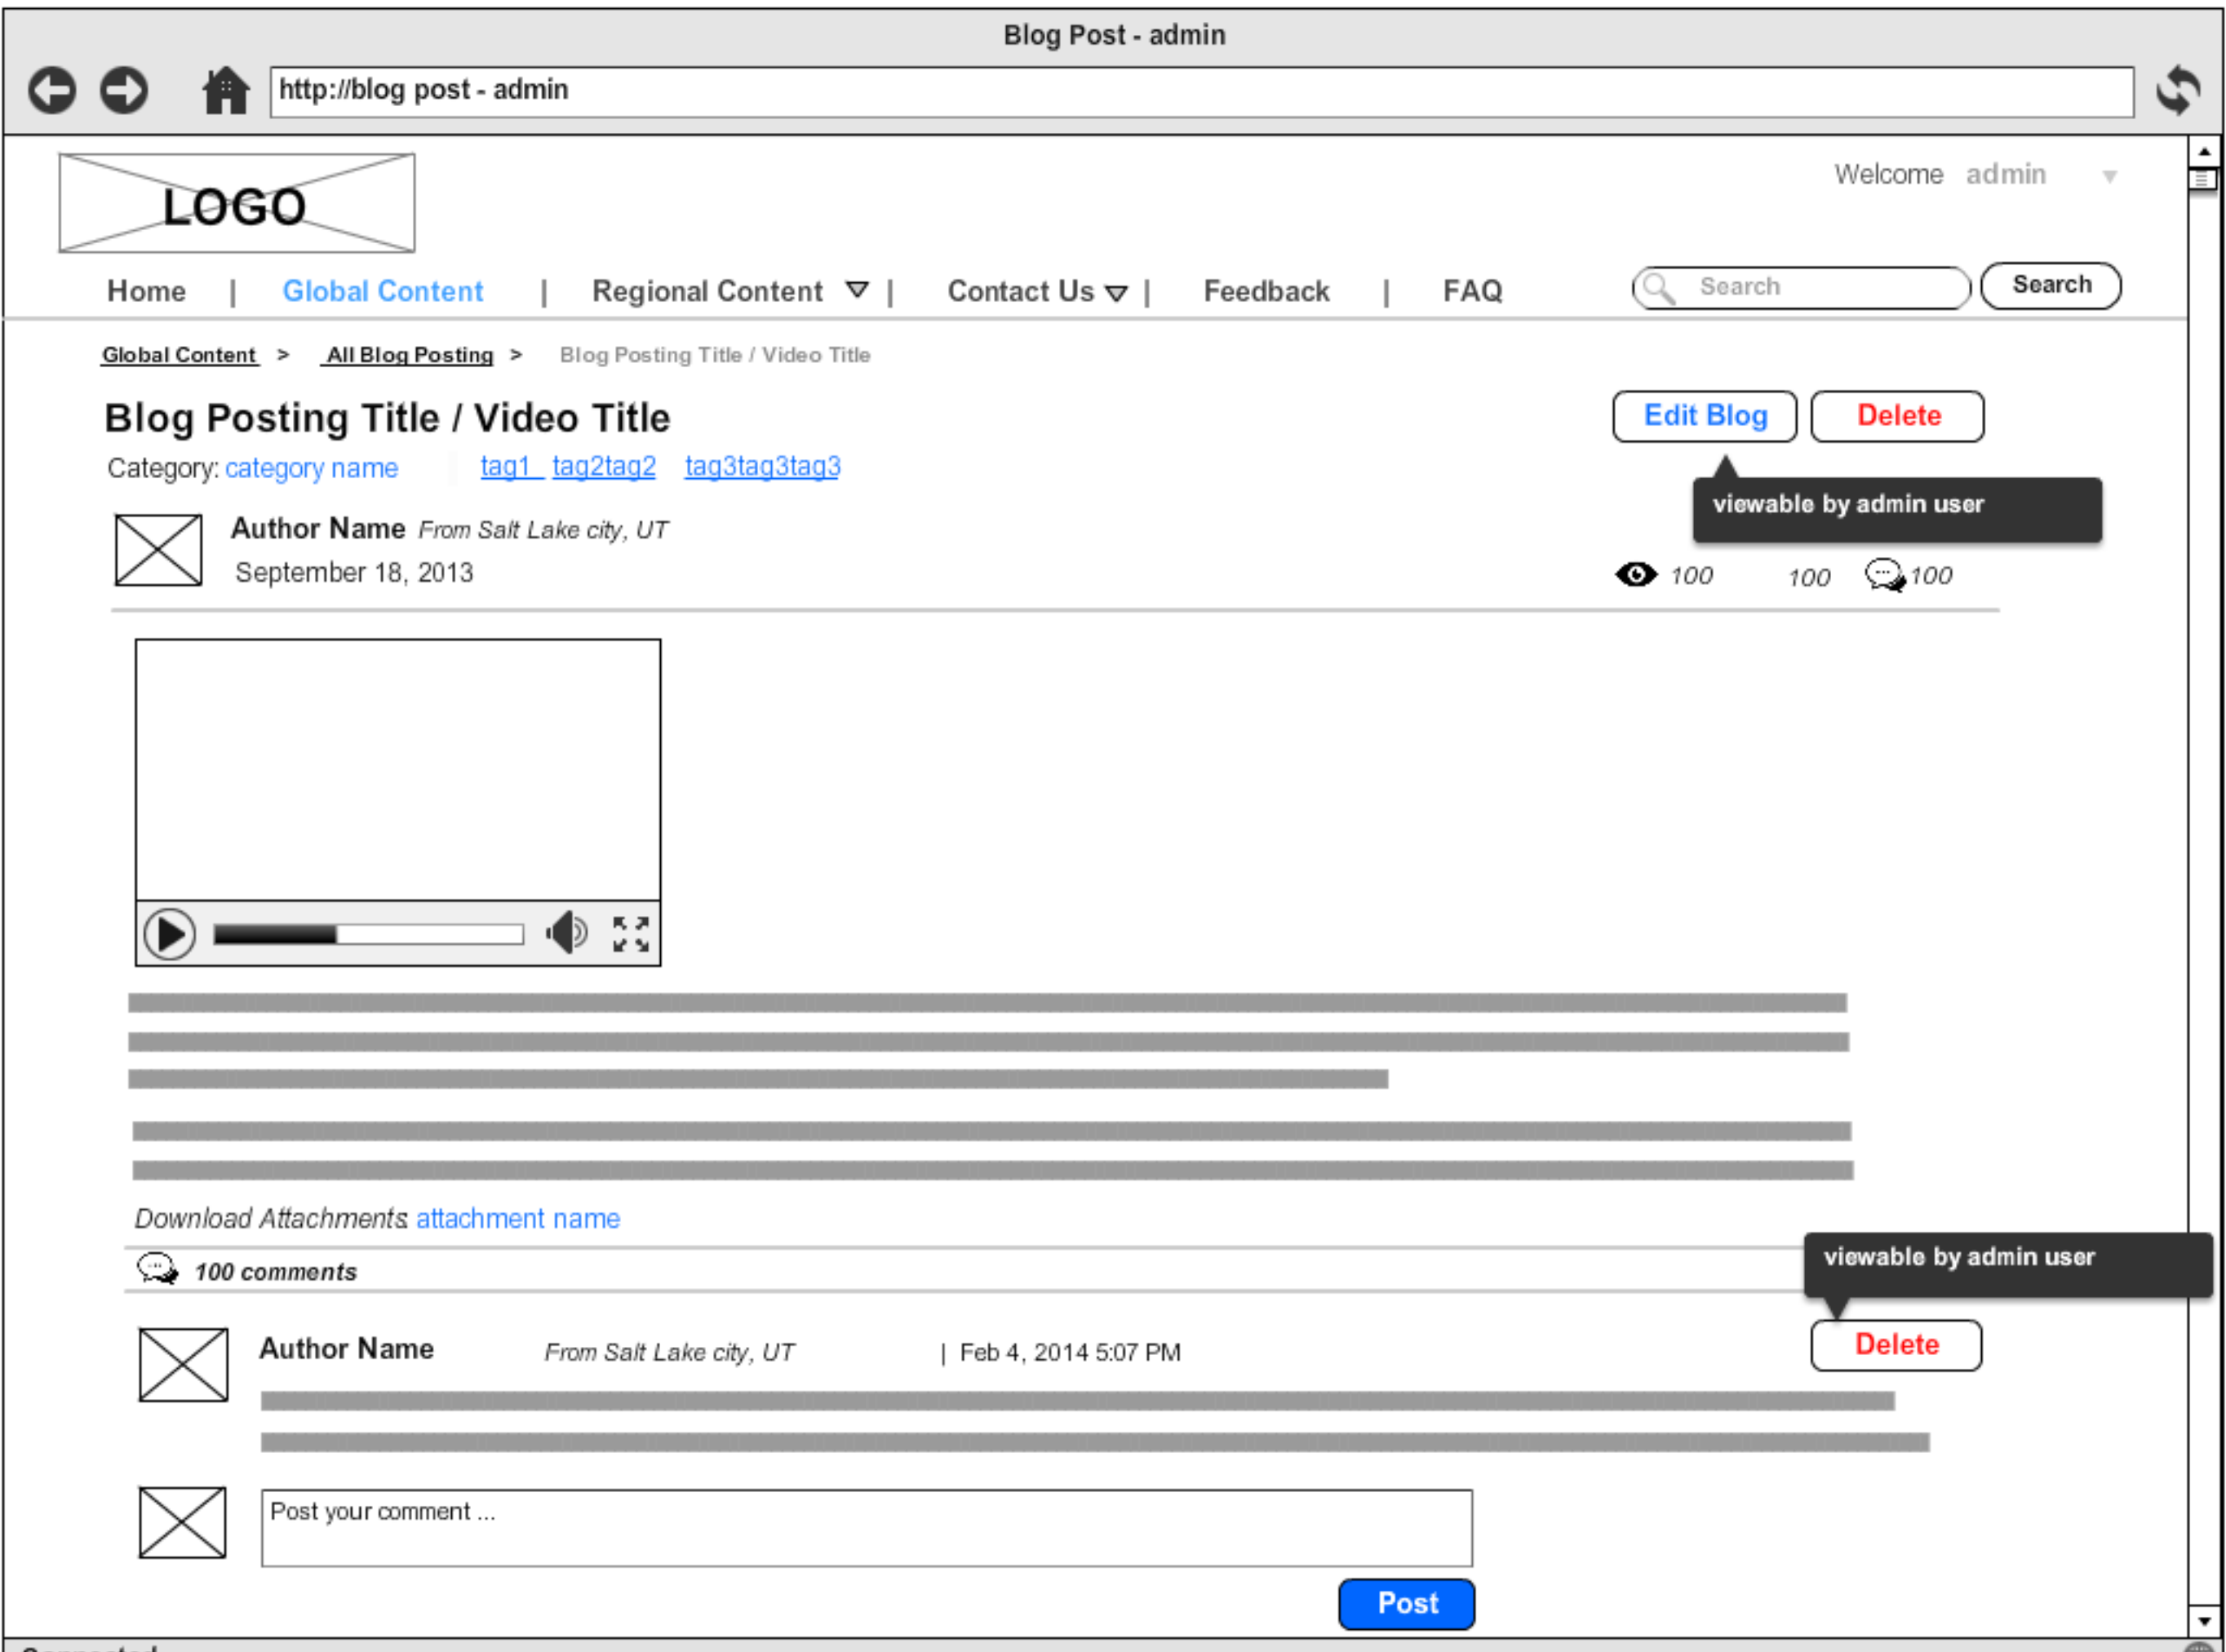 Blog Post - admin
http://blog post - admin
LOGO
Welcome admin
Home | Global Content | Regional Content | Contact Us | Feedback | FAQ Search Search
Global Content > All Blog Posting > Blog Posting Title / Video Title
Blog Posting Title / Video Title Edit Blog Delete
Category: category name tag1 tag2tag2 tag3tag3tag3
viewable by admin user
Author Name From Salt Lake city, UT
September 18, 2013 100 100 100
Download Attachments: attachment name
viewable by admin user
100 comments
Author Name From Salt Lake city, UT | Feb 4, 2014 5:07 PM Delete
Post your comment ...
Post